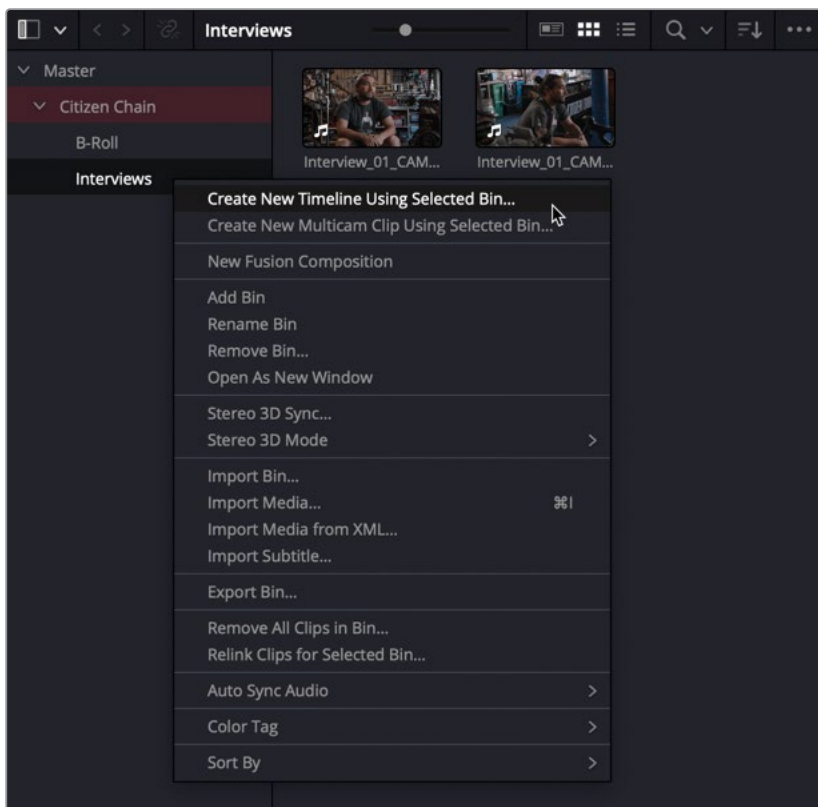 Interviews
Master
Citizen Chain
B-Roll
Interviews
Interview_01_CAM...
Interview_01_CAM...
Create New Timeline Using Selected Bin...
Create New Multicam Clip Using Selected Bin...
New Fusion Composition
Add Bin
Rename Bin
Remove Bin...
Open As New Window
Stereo 3D Sync...
Stereo 3D Mode
Import Bin...
Import Media... ⌘I
Import Media from XML...
Import Subtitle...
Export Bin...
Remove All Clips in Bin...
Relink Clips for Selected Bin...
Auto Sync Audio
Color Tag
Sort By